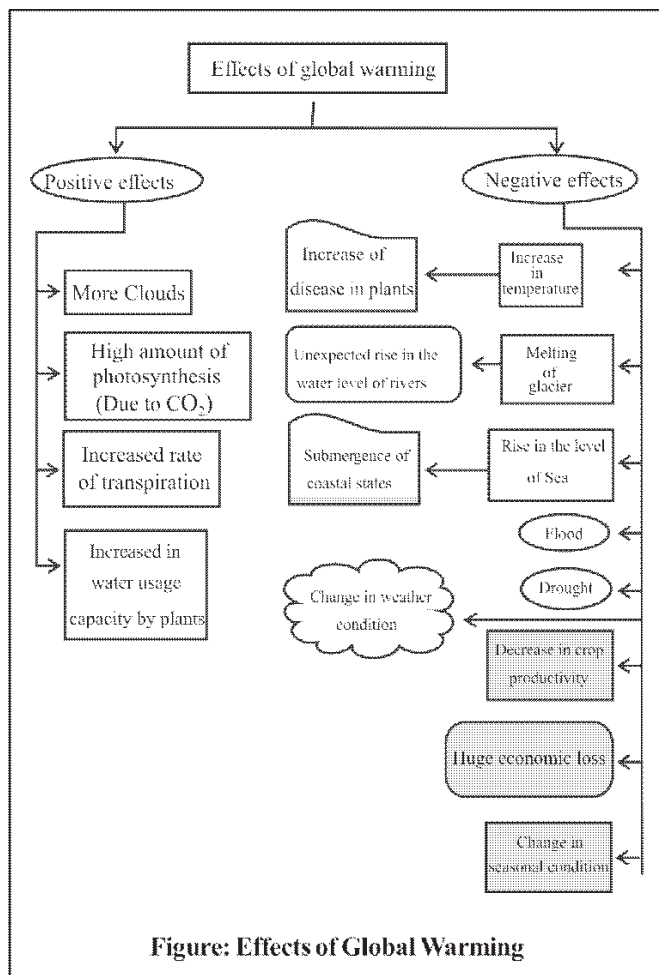 Effects of global warming
Positive effects
More Clouds
High amount of
photosynthesis
(Due to CO₂)
Increased rate
of transpiration
Increased in
water usage
capacity by plants
Negative effects
Increase
in
temperature
Increase of
disease in plants
Melting
of
glacier
Unexpected rise in the
water level of rivers
Rise in the level
of Sea
Submergence of
coastal states
Flood
Drought
Change in weather
condition
Decrease in crop
productivity
Huge economic loss
Change in
seasonal condition
Figure: Effects of Global Warming